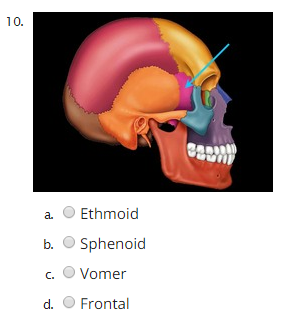 10.
a. Ethmoid
b. Sphenoid
c. Vomer
d. Frontal